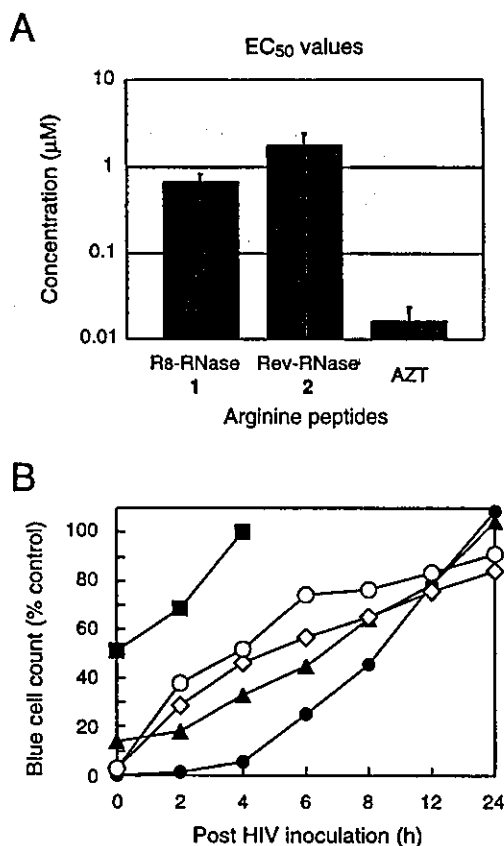 A
EC50 values
Concentration (μM)
10
1
0.1
0.01
R8-RNase Rev-RNase AZT
1 2
Arginine peptides
B
Blue cell count (% control)
100
80
60
40
20
0
0 2 4 6 8 12 24
Post HIV inoculation (h)